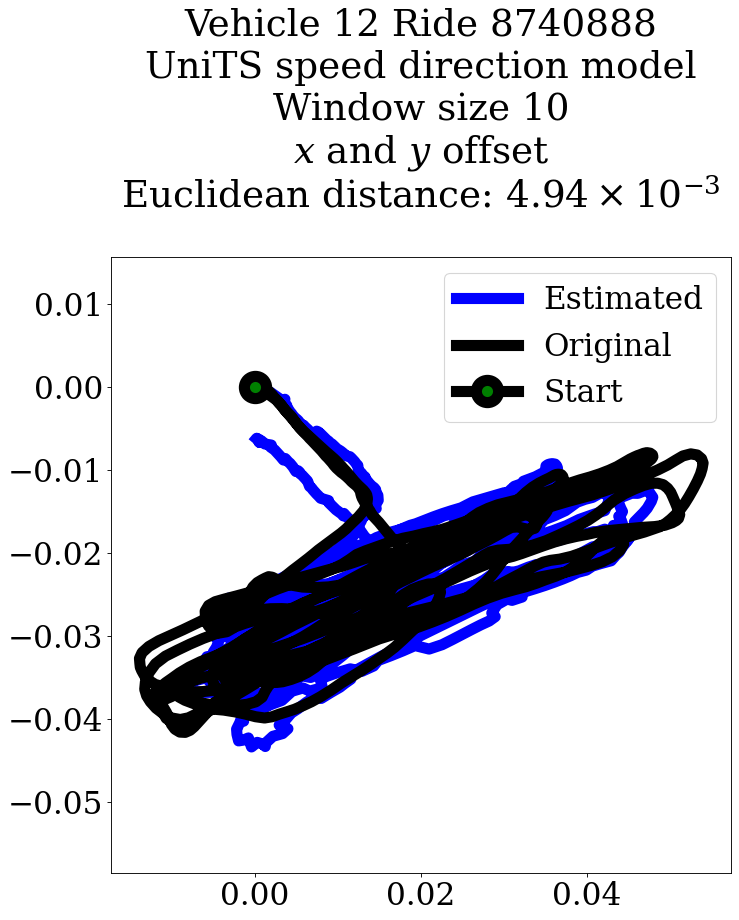 Vehicle 12 Ride 8740888
UniTS speed direction model
Window size 10
x and y offset
Euclidean distance: 4.94 × 10⁻³
Estimated
Original
Start
0.01
0.00
−0.01
−0.02
−0.03
−0.04
−0.05
0.00 0.02 0.04